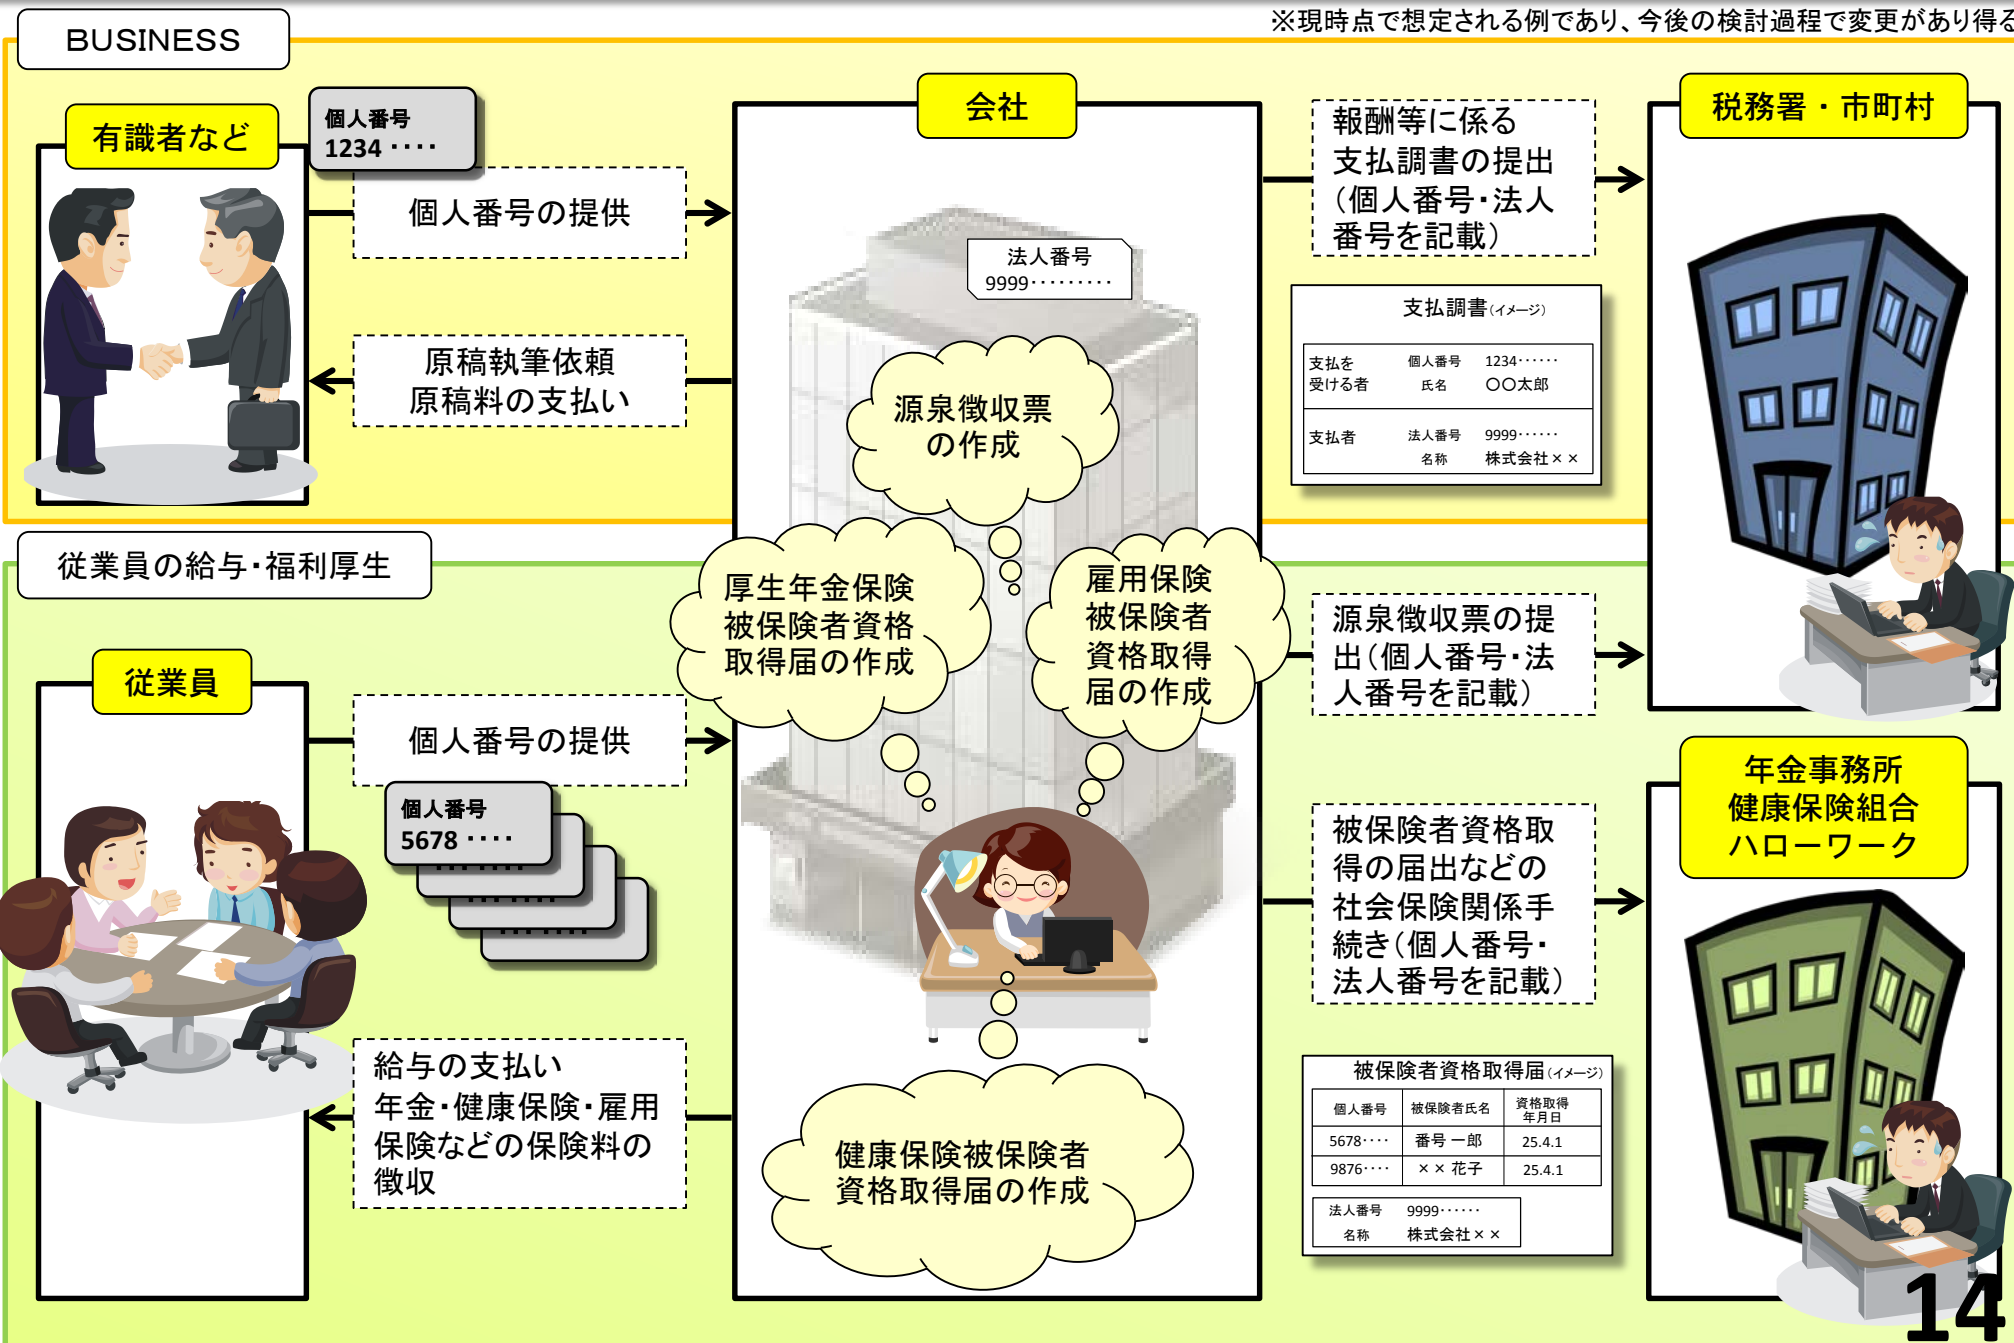 ※現時点で想定される例であり、今後の検討過程で変更があり得る
BUSINESS
有識者など
個人番号
1234 ････
個人番号の提供
原稿執筆依頼
原稿料の支払い
会社
法人番号
9999･････････
源泉徴収票
の作成
報酬等に係る
支払調書の提出
（個人番号・法人
番号を記載）
支払調書（イメージ）
支払を 個人番号 1234･･････
受ける者 氏名 〇〇太郎
支払者 法人番号 9999･･････
名称 株式会社××
税務署・市町村
従業員の給与・福利厚生
従業員
個人番号の提供
個人番号
5678 ････
給与の支払い
年金・健康保険・雇用
保険などの保険料の
徴収
厚生年金保険
被保険者資格
取得届の作成
雇用保険
被保険者
資格取得
届の作成
健康保険被保険者
資格取得届の作成
源泉徴収票の提
出（個人番号・法
人番号を記載）
被保険者資格取
得の届出などの
社会保険関係手
続き（個人番号・
法人番号を記載）
被保険者資格取得届（イメージ）
個人番号 被保険者氏名 資格取得
年月日
5678････ 番号 一郎 25.4.1
9876････ ×× 花子 25.4.1
法人番号 9999･･････
名称 株式会社××
年金事務所
健康保険組合
ハローワーク
14